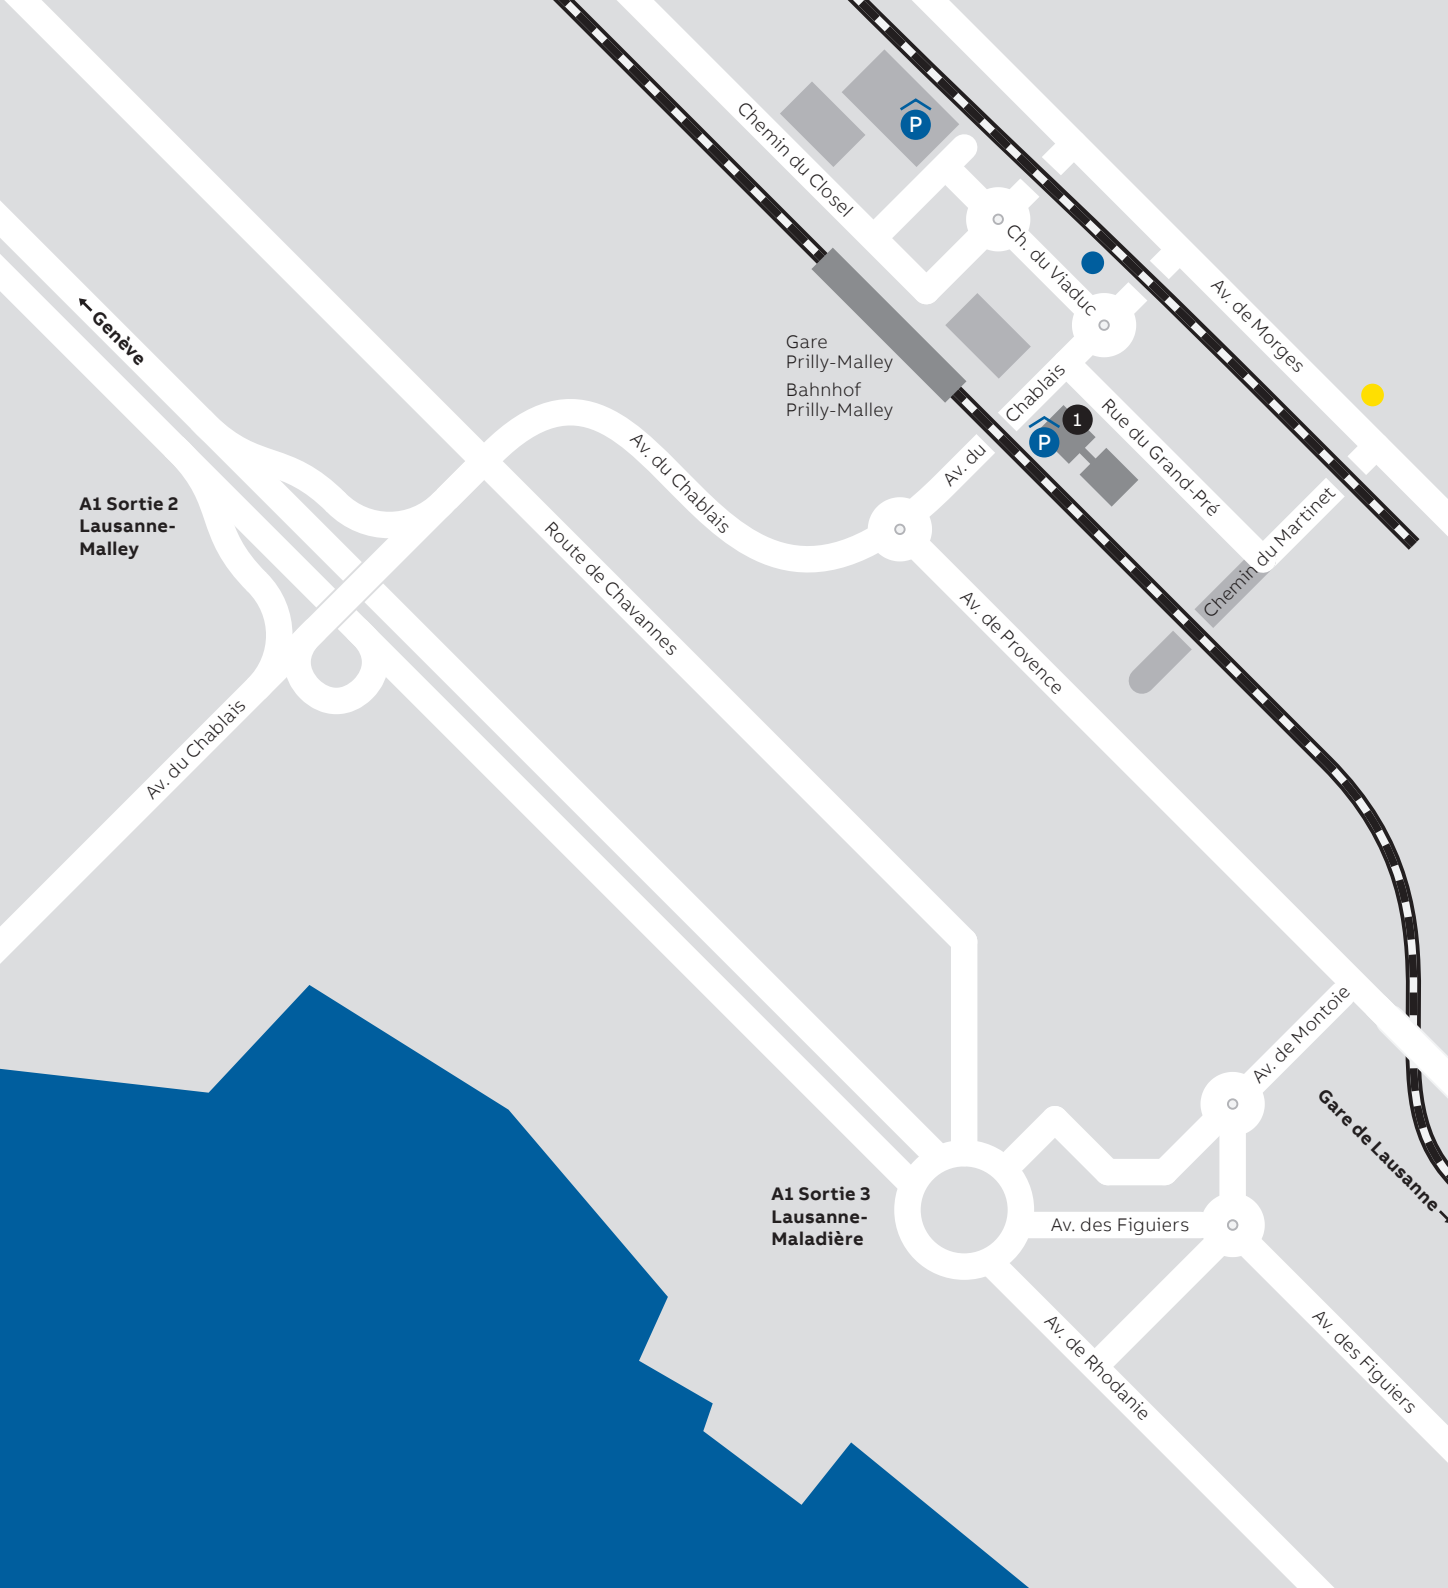 P
Chemin du Closel
Ch. du Viaduc
Av. de Morges
← Genève
Gare
Prilly-Malley
Bahnhof
Prilly-Malley
Av. du
Chablais
1
P
Rue du Grand-Pré
Av. du Chablais
A1 Sortie 2
Lausanne-
Malley
Route de Chavannes
Chemin du Martinet
Av. de Provence
Av. du Chablais
Av. de Montoie
Gare de Lausanne →
A1 Sortie 3
Lausanne-
Maladière
Av. des Figuiers
Av. de Rhodanie
Av. des Figuiers